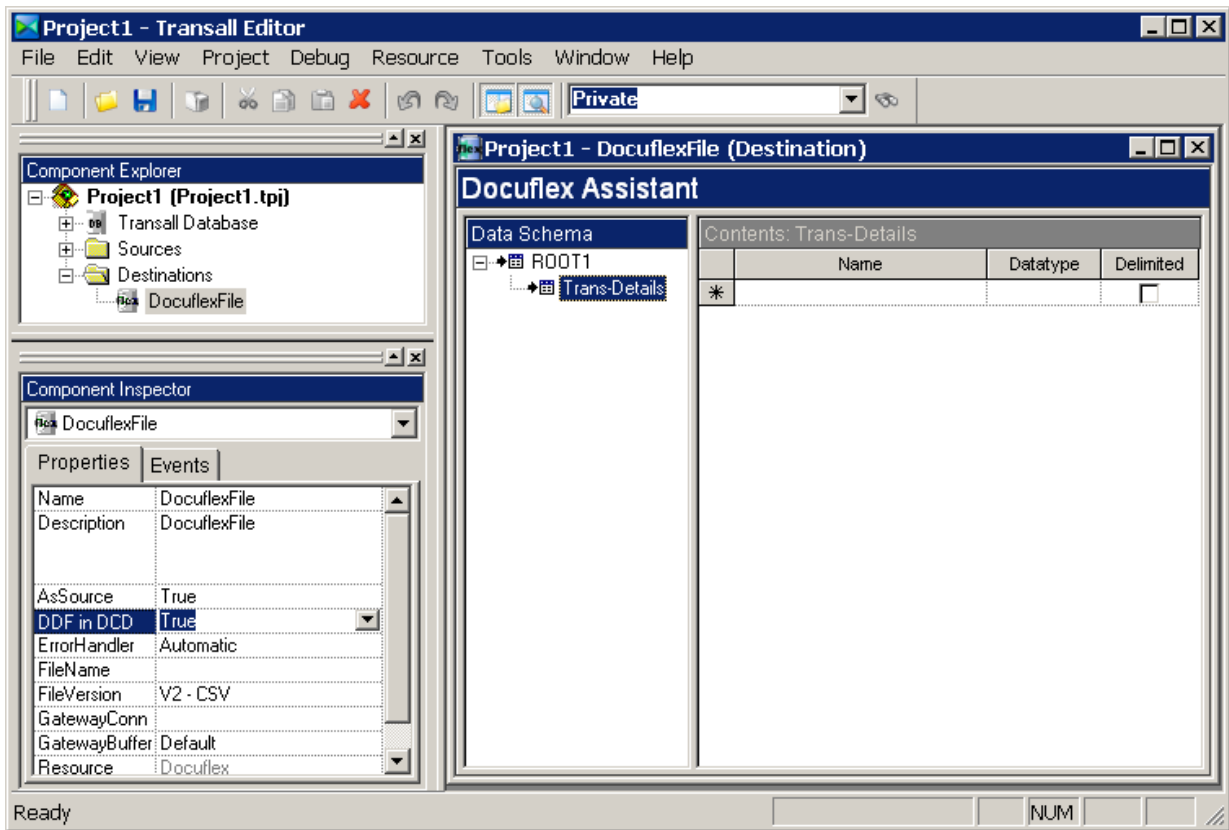 Project1 - Transall Editor
File Edit View Project Debug Resource Tools Window Help
Private
Component Explorer
Project1 (Project1.tpj)
Transall Database
Sources
Destinations
DocuflexFile
Component Inspector
DocuflexFile
Properties Events
Name DocuflexFile
Description DocuflexFile
AsSource True
DDF in DCD True
ErrorHandler Automatic
FileName
FileVersion V2 - CSV
GatewayConn
GatewayBuffer Default
Resource Docuflex
Project1 - DocuflexFile (Destination)
Docuflex Assistant
Data Schema
ROOT1
Trans-Details
Contents: Trans-Details
Name Datatype Delimited
Ready
NUM